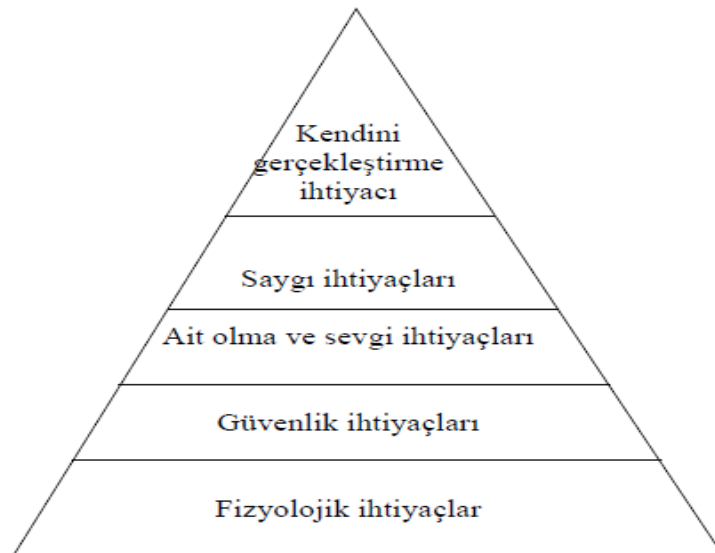 Kendini
gerçekleştirme
ihtiyacı
Saygı ihtiyaçları
Ait olma ve sevgi ihtiyaçları
Güvenlik ihtiyaçları
Fizyolojik ihtiyaçlar